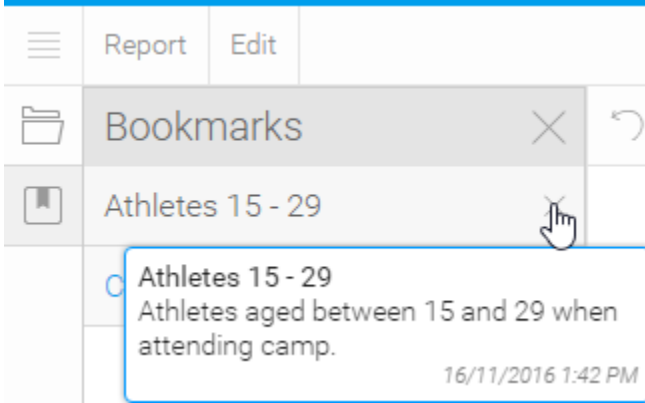 Report Edit
Bookmarks
Athletes 15 - 29
C
Athletes 15 - 29
Athletes aged between 15 and 29 when
attending camp.
16/11/2016 1:42 PM